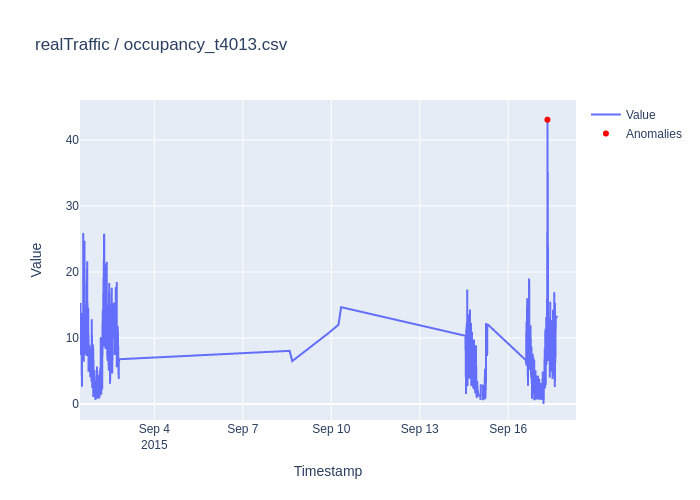 realTraffic / occupancy_t4013.csv
Value
Anomalies
40
30
20
10
0
Value
Sep 4
2015
Sep 7
Sep 10
Sep 13
Sep 16
Timestamp